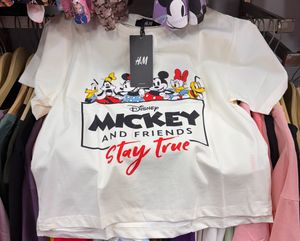 H&M
H&M
Disney
MICKEY
AND FRIENDS
Stay True